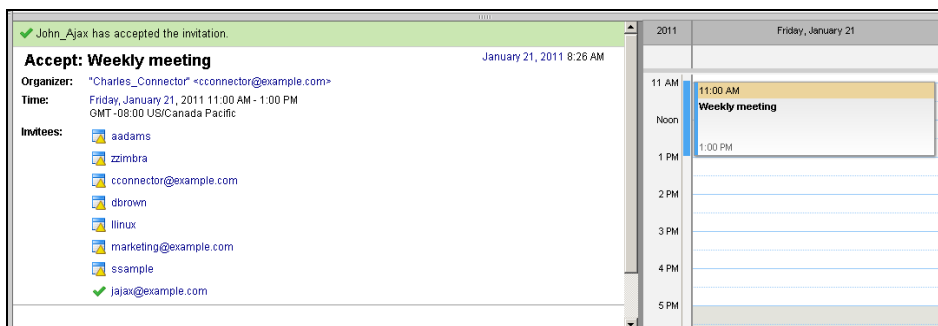 John_Ajax has accepted the invitation.
Accept: Weekly meeting
January 21, 2011 8:26 AM
Organizer: "Charles_Connector" <cconnector@example.com>
Time: Friday, January 21, 2011 11:00 AM - 1:00 PM
GMT -08:00 US/Canada Pacific
Invitees:
aadams
zzimbra
cconnector@example.com
dbrown
llinux
marketing@example.com
ssample
jajax@example.com
2011 Friday, January 21
11 AM
Noon
1 PM
2 PM
3 PM
4 PM
5 PM
11:00 AM
Weekly meeting
1:00 PM